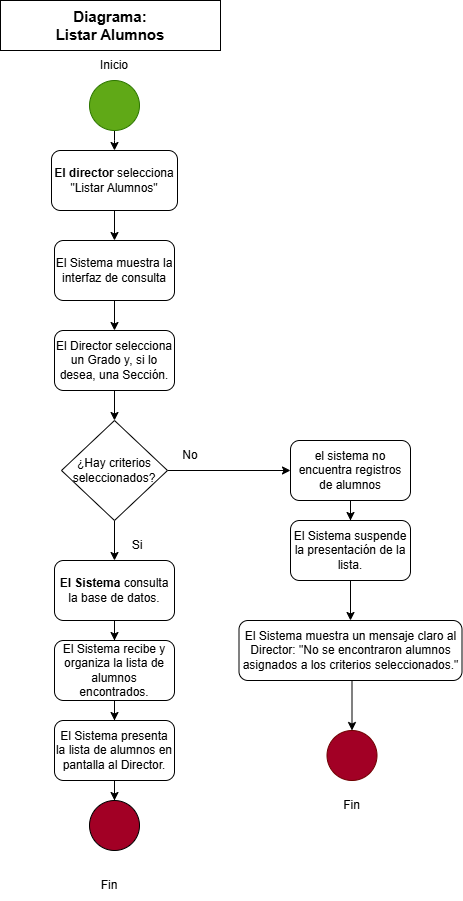 Diagrama:
Listar Alumnos
Inicio
El director selecciona
"Listar Alumnos"
El Sistema muestra la
interfaz de consulta
El Director selecciona
un Grado y, si lo
desea, una Sección.
¿Hay criterios
seleccionados?
No
Si
el sistema no
encuentra registros
de alumnos
El Sistema suspende
la presentación de la
lista.
El Sistema muestra un mensaje claro al
Director: "No se encontraron alumnos
asignados a los criterios seleccionados."
Fin
El Sistema consulta
la base de datos.
El Sistema recibe y
organiza la lista de
alumnos
encontrados.
El Sistema presenta
la lista de alumnos en
pantalla al Director.
Fin